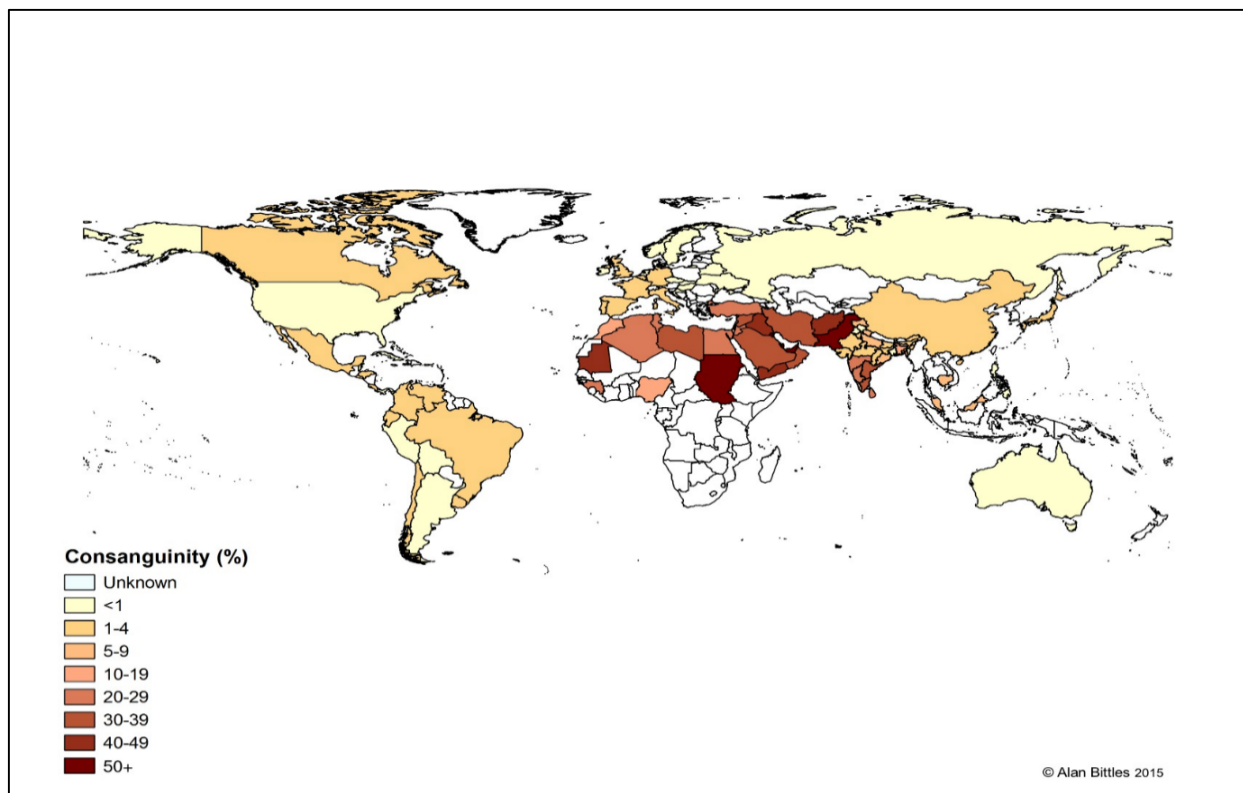 Consanguinity (%)
Unknown
<1
1-4
5-9
10-19
20-29
30-39
40-49
50+
© Alan Bittles 2015